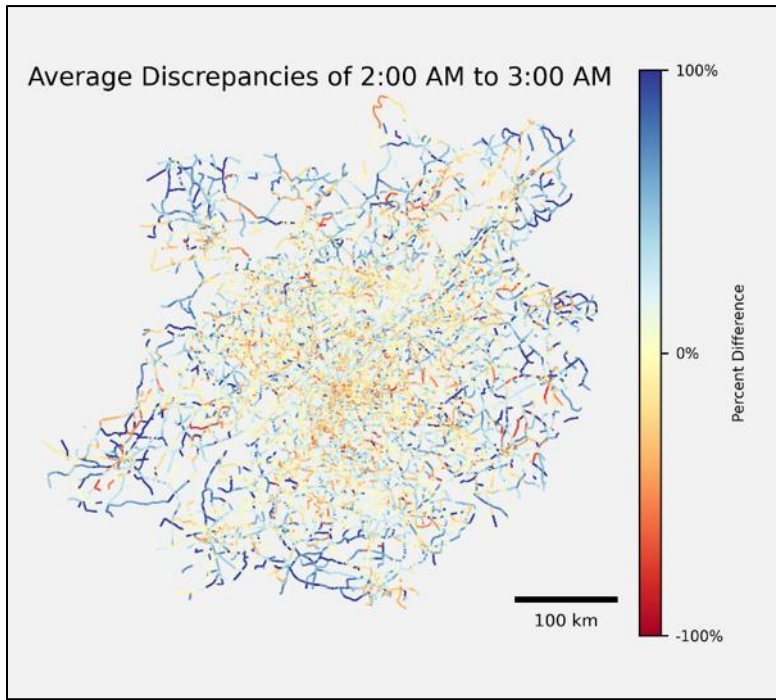 Average Discrepancies of 2:00 AM to 3:00 AM
100%
0%
-100%
Percent Difference
100 km